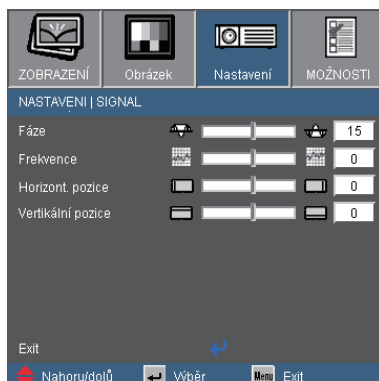 ZOBRAZENÍ Obrázek Nastavení MOŽNOSTI
NASTAVENI | SIGNAL
Fáze 15
Frekvence 0
Horizont. pozice 0
Vertikální pozice 0
Exit
Nahoru/dolů Výběr Menu Exit